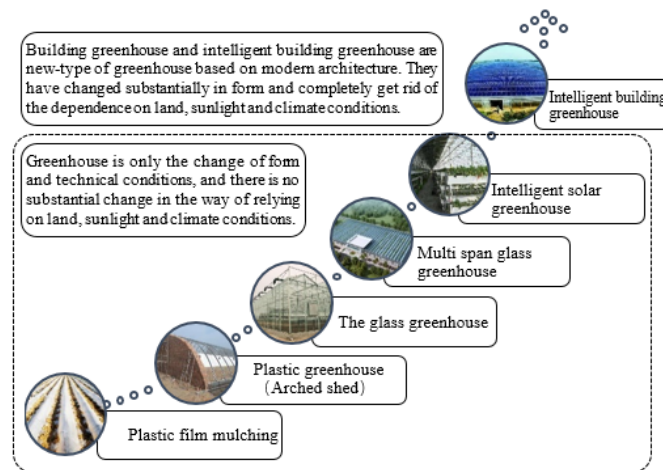 Building greenhouse and intelligent building greenhouse are
new-type of greenhouse based on modern architecture. They
have changed substantially in form and completely get rid of
the dependence on land, sunlight and climate conditions.
Intelligent building
greenhouse
Greenhouse is only the change of form
and technical conditions, and there is no
substantial change in the way of relying
on land, sunlight and climate conditions.
Intelligent solar
greenhouse
Multi span glass
greenhouse
The glass greenhouse
Plastic greenhouse
(Arched shed)
Plastic film mulching